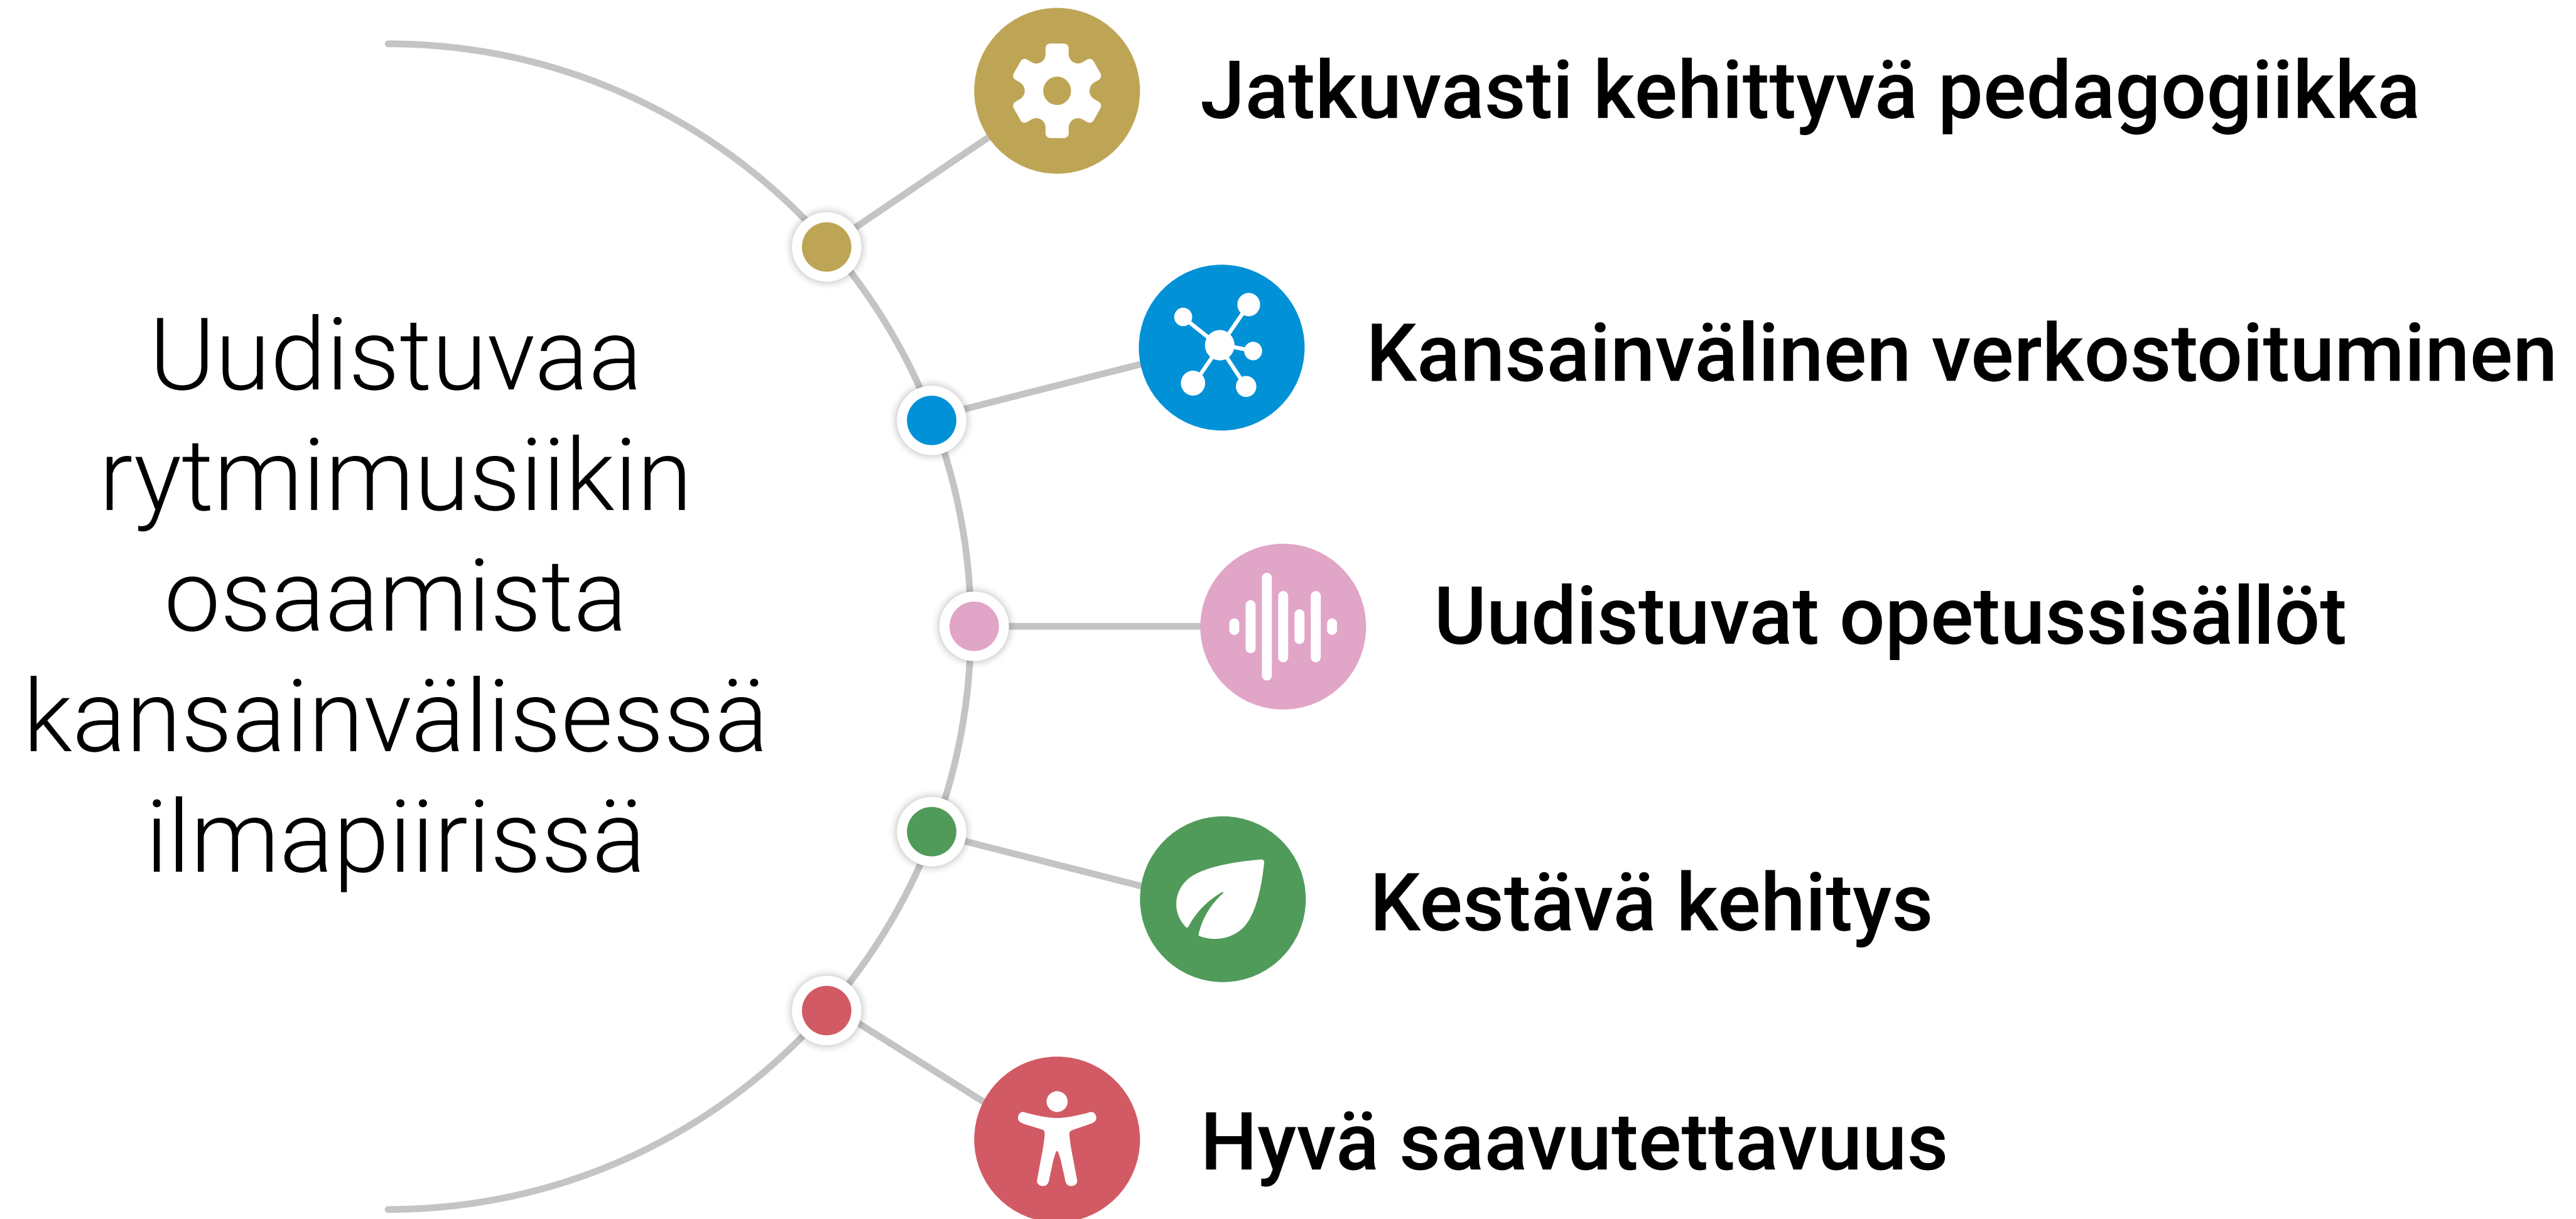 Uudistuvaa
rytmimusiikin
osaamista
kansainvälisessä
ilmapiirissä
Jatkuvasti kehittyvä pedagogiikka
Kansainvälinen verkostoituminen
Uudistuvat opetussisällöt
Kestävä kehitys
Hyvä saavutettavuus